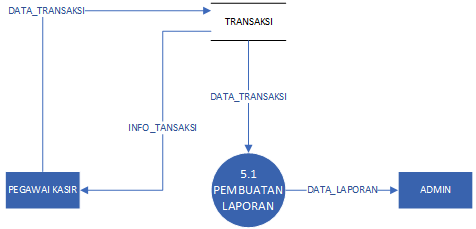 DATA_TRANSAKSI
TRANSAKSI
DATA_TRANSAKSI
INFO_TANSAKSI
PEGAWAI KASIR
5.1
PEMBUATAN
LAPORAN
DATA_LAPORAN
ADMIN